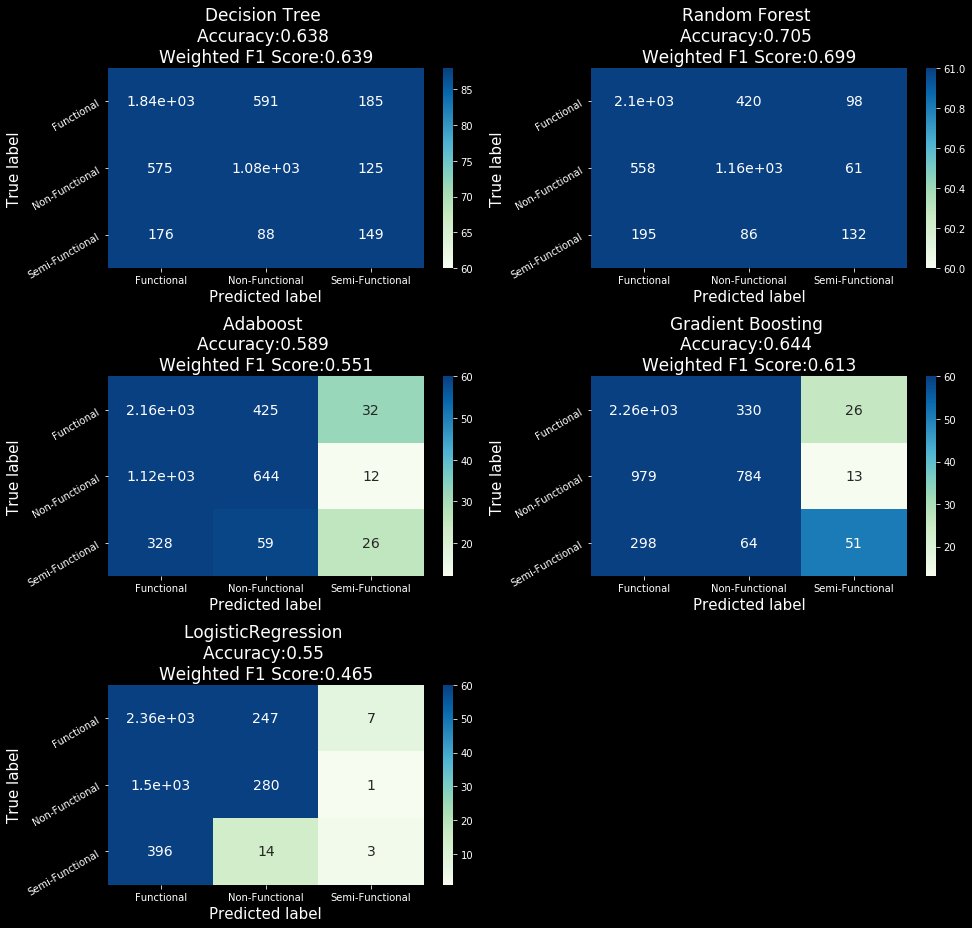 Decision Tree
Accuracy:0.638
Weighted F1 Score:0.639
True label
Functional
1.84e+03 591 185
Non-Functional
575 1.08e+03 125
Semi-Functional
176 88 149
Functional Non-Functional Semi-Functional
Predicted label
85
80
75
70
65
60
Random Forest
Accuracy:0.705
Weighted F1 Score:0.699
True label
Functional
2.1e+03 420 98
Non-Functional
558 1.16e+03 61
Semi-Functional
195 86 132
Functional Non-Functional Semi-Functional
Predicted label
61.0
60.8
60.6
60.4
60.2
60.0
Adaboost
Accuracy:0.589
Weighted F1 Score:0.551
True label
Functional
2.16e+03 425 32
Non-Functional
1.12e+03 644 12
Semi-Functional
328 59 26
Functional Non-Functional Semi-Functional
Predicted label
60
50
40
30
20
Gradient Boosting
Accuracy:0.644
Weighted F1 Score:0.613
True label
Functional
2.26e+03 330 26
Non-Functional
979 784 13
Semi-Functional
298 64 51
Functional Non-Functional Semi-Functional
Predicted label
60
50
40
30
20
LogisticRegression
Accuracy:0.55
Weighted F1 Score:0.465
True label
Functional
2.36e+03 247 7
Non-Functional
1.5e+03 280 1
Semi-Functional
396 14 3
Functional Non-Functional Semi-Functional
Predicted label
60
50
40
30
20
10